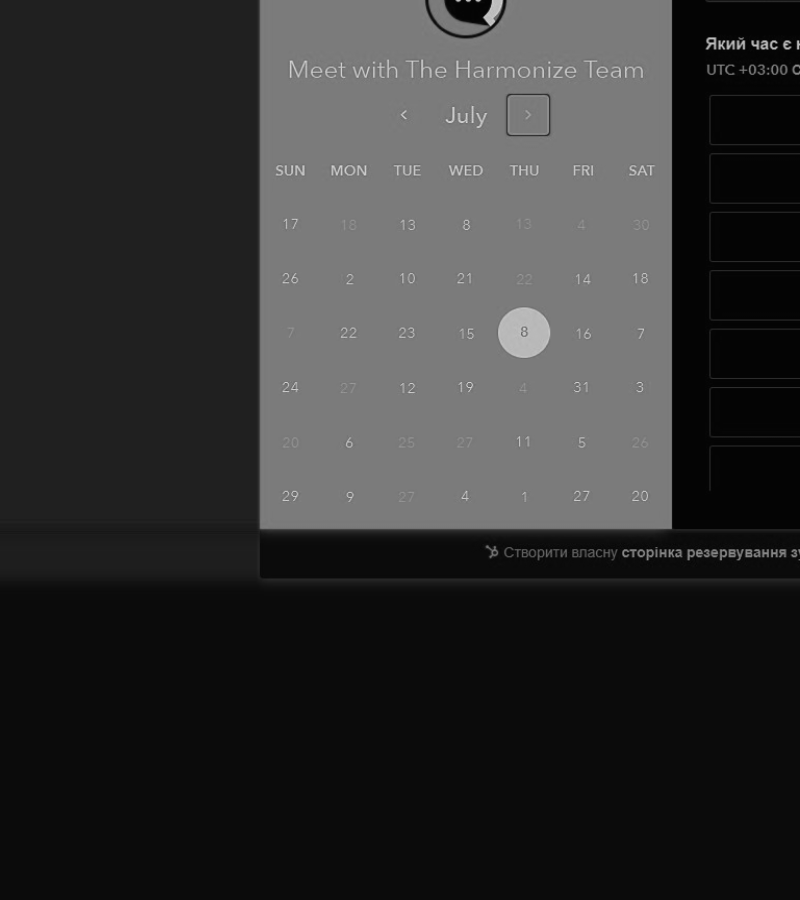 Meet with The Harmonize Team
July
SUN MON TUE WED THU FRI SAT
17 18 13 8 13 4 30
26 2 10 21 22 14 18
7 22 23 15 8 16 7
24 27 12 19 4 31 3
20 6 25 27 11 5 26
29 9 27 4 1 27 20
Який час є
UTC +03:00
Створити власну сторінка резервування